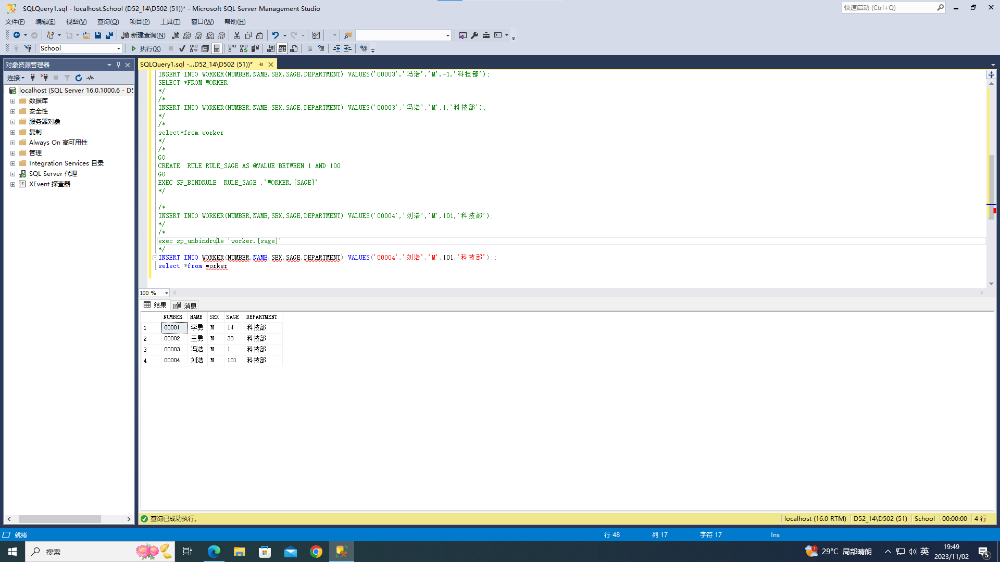 SQLQuery1.sql - localhost.School (D52_14\D502 (51))* - Microsoft SQL Server Management Studio
快速启动 (Ctrl+Q)
文件(F) 编辑(E) 视图(V) 查询(Q) 项目(P) 工具(T) 窗口(W) 帮助(H)
新建查询(N) MDX DMX XMLA DAX
School 执行(X)
对象资源管理器
连接
localhost (SQL Server 16.0.1000.6 - D5
数据库
安全性
服务器对象
复制
Always On 高可用性
管理
Integration Services 目录
SQL Server 代理
XEvent 探查器
SQLQuery1.sql -...D52_14\D502 (51))*
INSERT INTO WORKER(NUMBER,NAME,SEX,SAGE,DEPARTMENT) VALUES('00003','冯浩','M',-1,'科技部');
SELECT *FROM WORKER
*/
/*
INSERT INTO WORKER(NUMBER,NAME,SEX,SAGE,DEPARTMENT) VALUES('00003','冯浩','M',1,'科技部');
*/
/*
select*from worker
*/
/*
GO
CREATE  RULE RULE_SAGE AS @VALUE BETWEEN 1 AND 100
GO
EXEC SP_BINDRULE  RULE_SAGE ,'WORKER.[SAGE]'
*/
/*
INSERT INTO WORKER(NUMBER,NAME,SEX,SAGE,DEPARTMENT) VALUES('00004','刘浩','M',101,'科技部');
*/
/*
exec sp_unbindrule 'worker.[sage]'
*/
INSERT INTO WORKER(NUMBER,NAME,SEX,SAGE,DEPARTMENT) VALUES('00004','刘浩','M',101,'科技部');;
select *from worker
100 %
结果 消息
NUMBER NAME SEX SAGE DEPARTMENT
1 00001 李勇 M 14 科技部
2 00002 王勇 M 38 科技部
3 00003 冯浩 M 1 科技部
4 00004 刘浩 M 101 科技部
查询已成功执行。 localhost (16.0 RTM) D52_14\D502 (51) School 00:00:00 4 行
就绪 行 48 列 17 字符 17 Ins
搜索 1 29°C 局部晴朗 英 19:49 5
2023/11/02